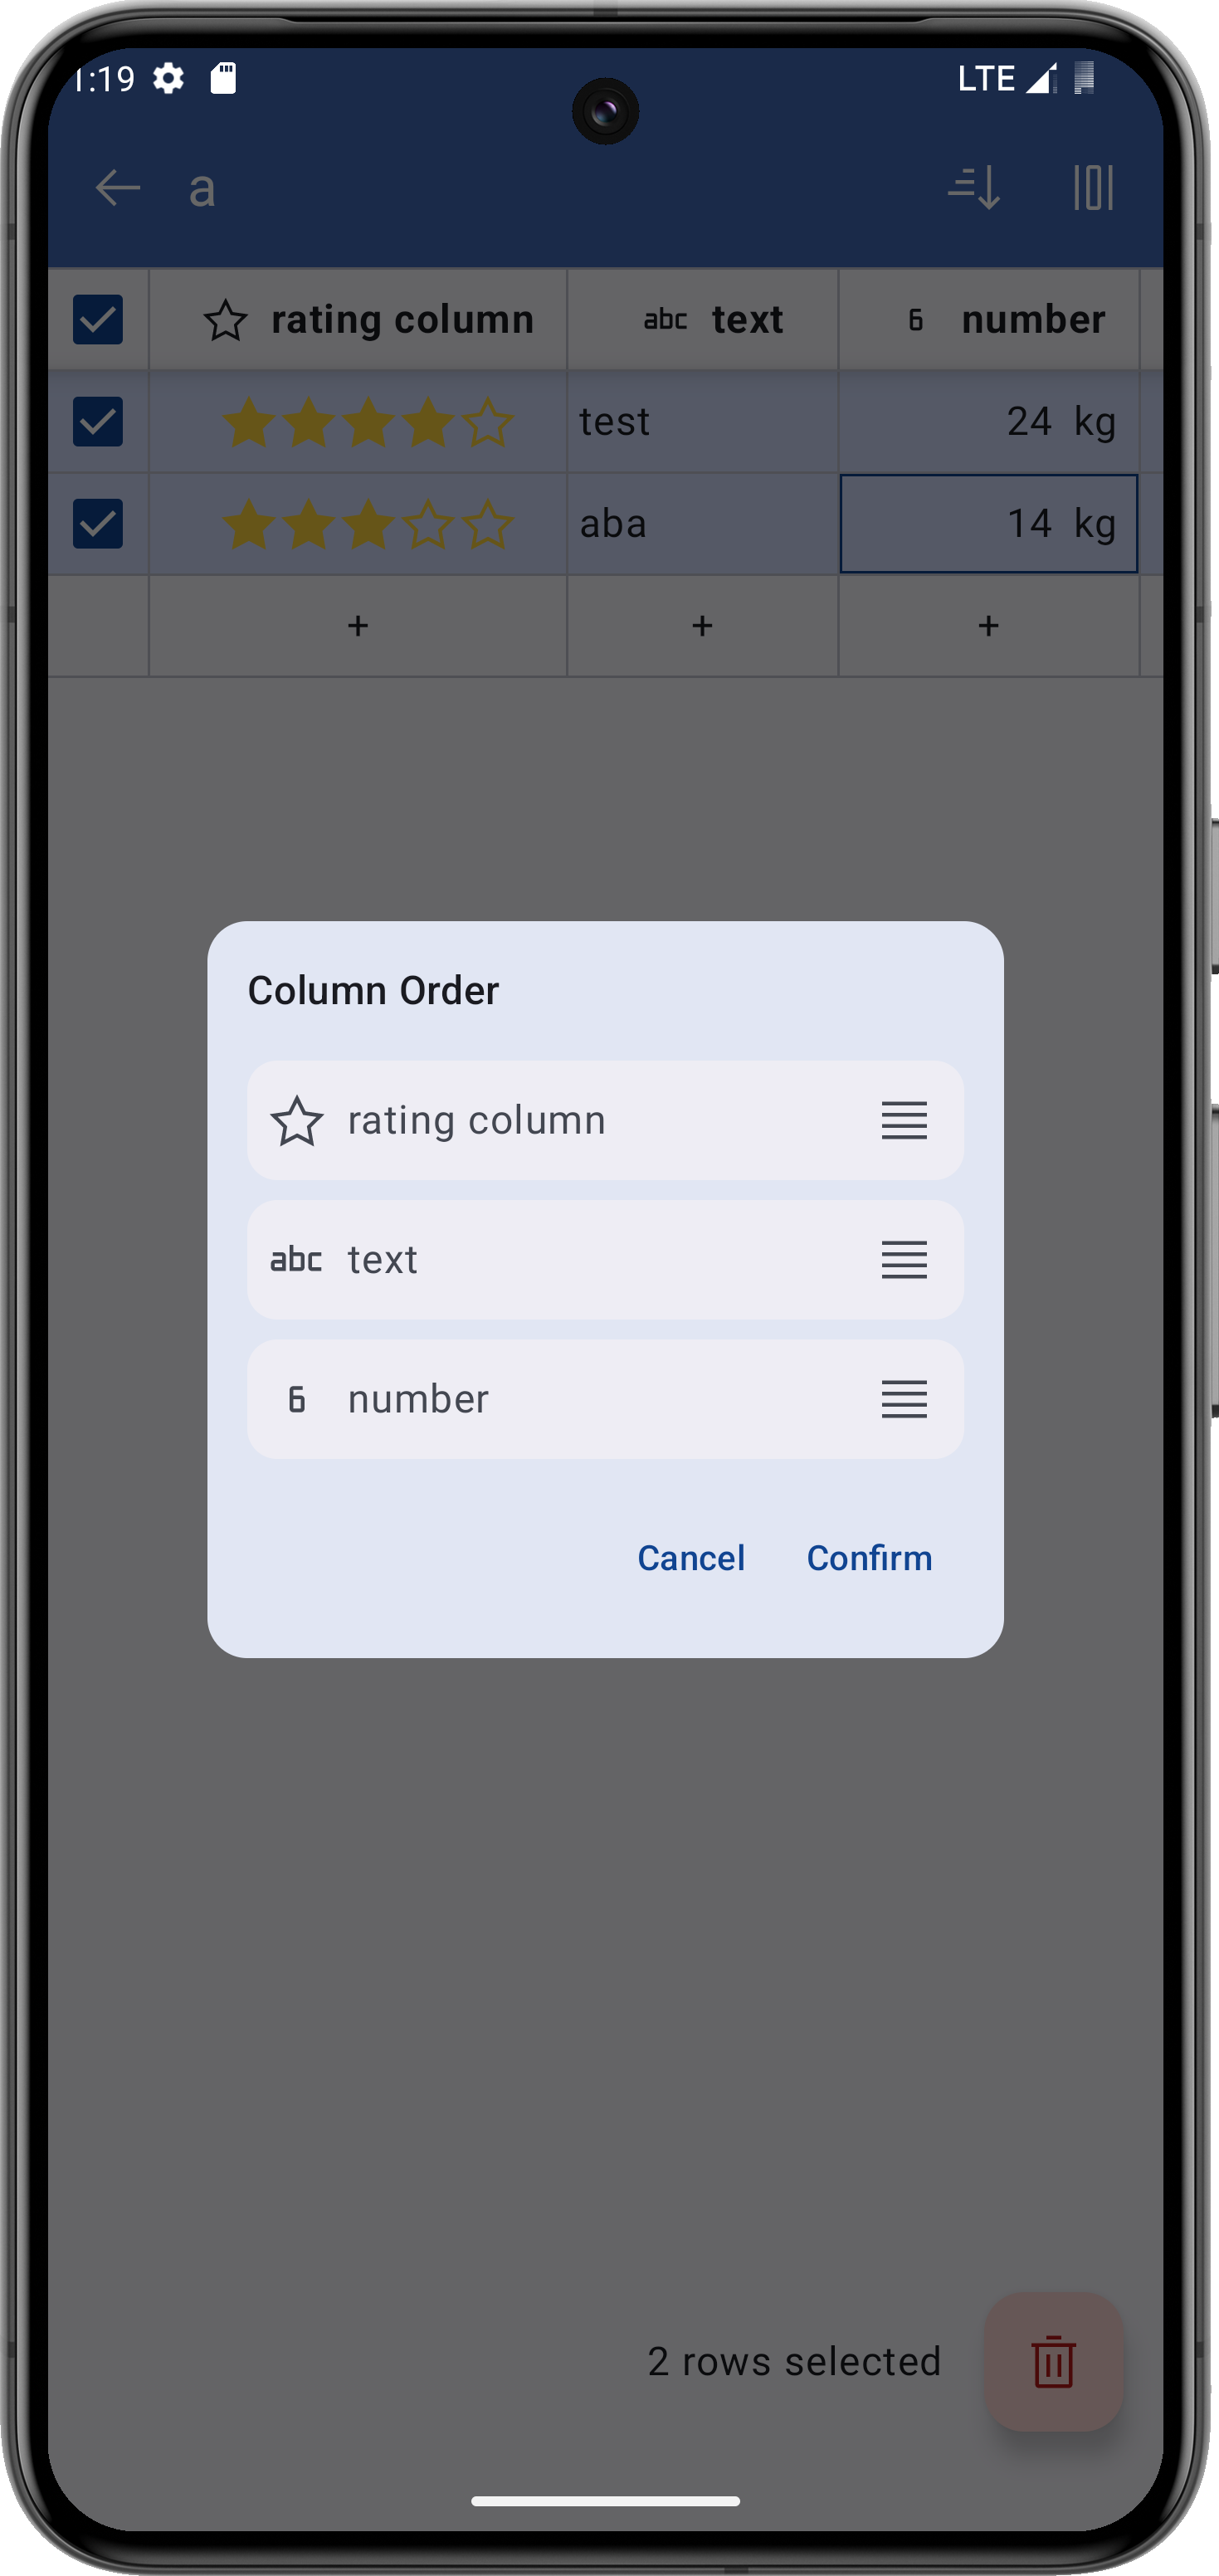 1:19 LTE
a
rating column abc text 6 number
test 24 kg
aba 14 kg
+ + +
Column Order
rating column
abc text
6 number
Cancel Confirm
2 rows selected